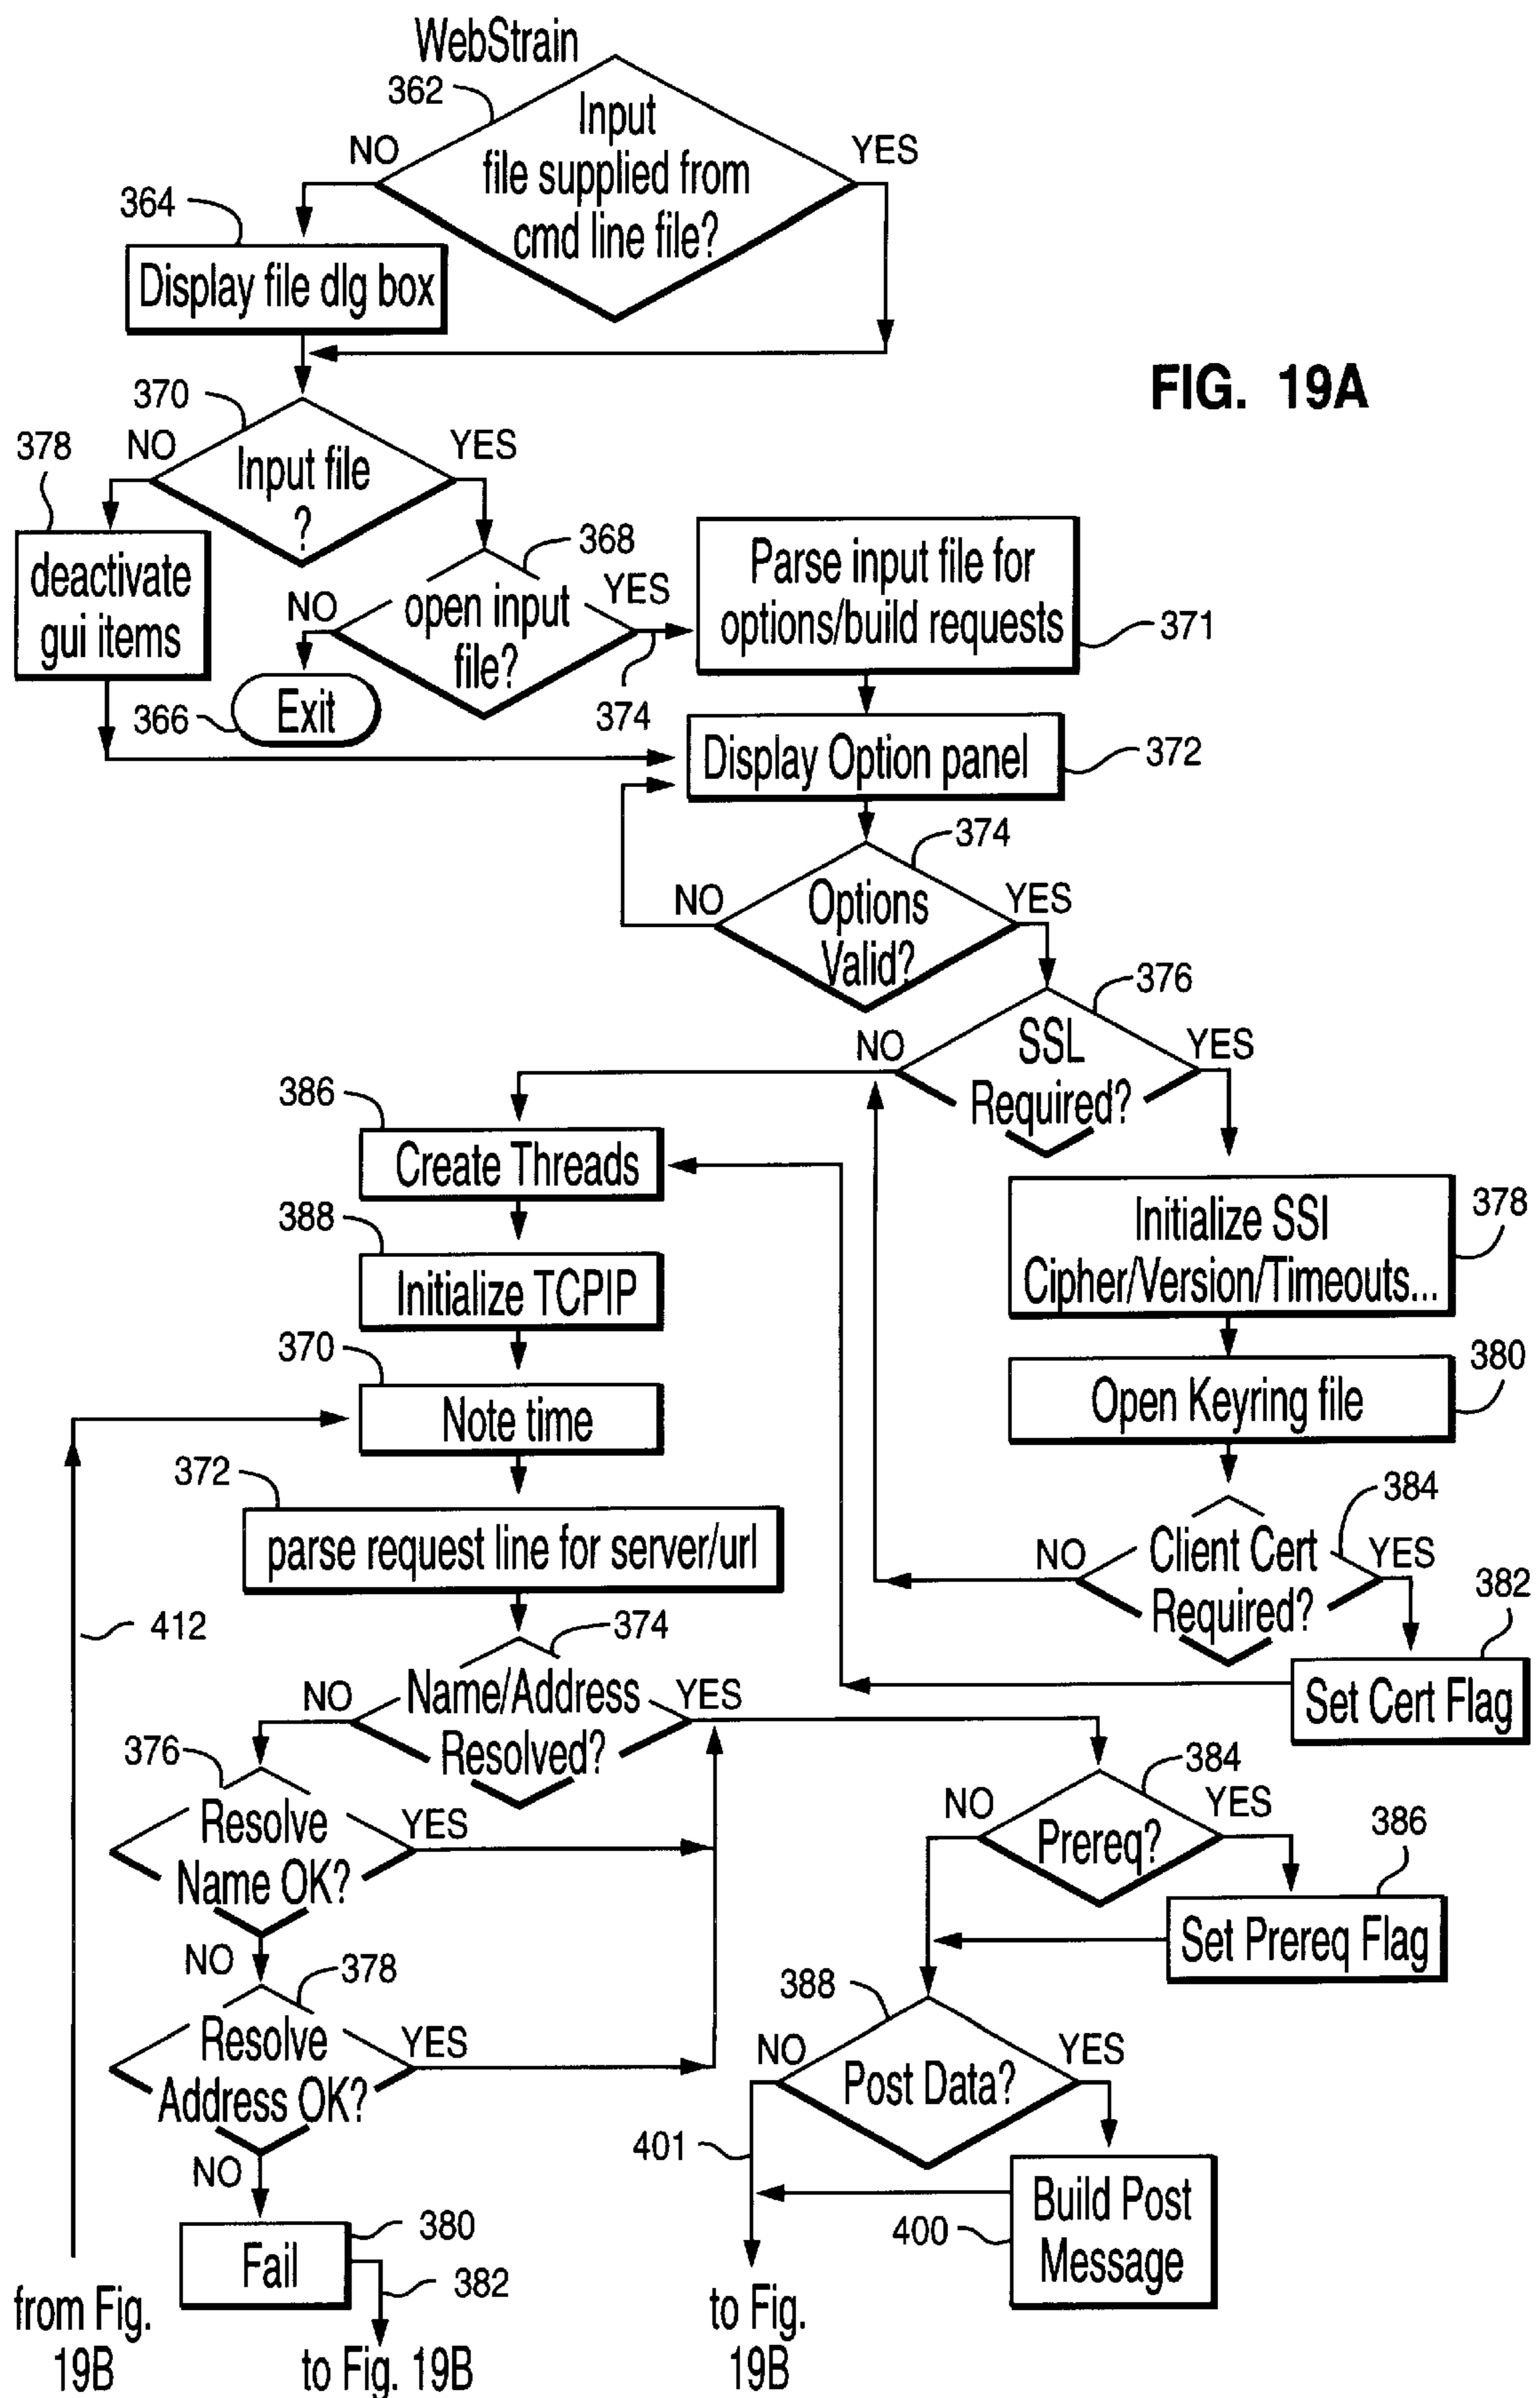 WebStrain
362
Input
file supplied from
cmd line file?
NO
YES
364
Display file dlg box
FIG. 19A
370
NO
YES
Input file
?
378
deactivate
gui items
368
NO
YES
open input
file?
374
366
Exit
Parse input file for
options/build requests
371
Display Option panel
372
374
NO
YES
Options
Valid?
376
NO
YES
SSL
Required?
386
Create Threads
388
Initialize TCPIP
378
Initialize SSI
Cipher/Version/Timeouts...
370
Note time
380
Open Keyring file
372
parse request line for server/url
384
NO
YES
Client Cert
Required?
382
Set Cert Flag
412
374
NO
YES
Name/Address
Resolved?
376
Resolve
Name OK?
YES
NO
384
NO
YES
Prereq?
386
Set Prereq Flag
378
Resolve
Address OK?
YES
NO
388
NO
YES
Post Data?
401
400
Build Post
Message
380
Fail
382
from Fig.
19B
to Fig. 19B
to Fig.
19B